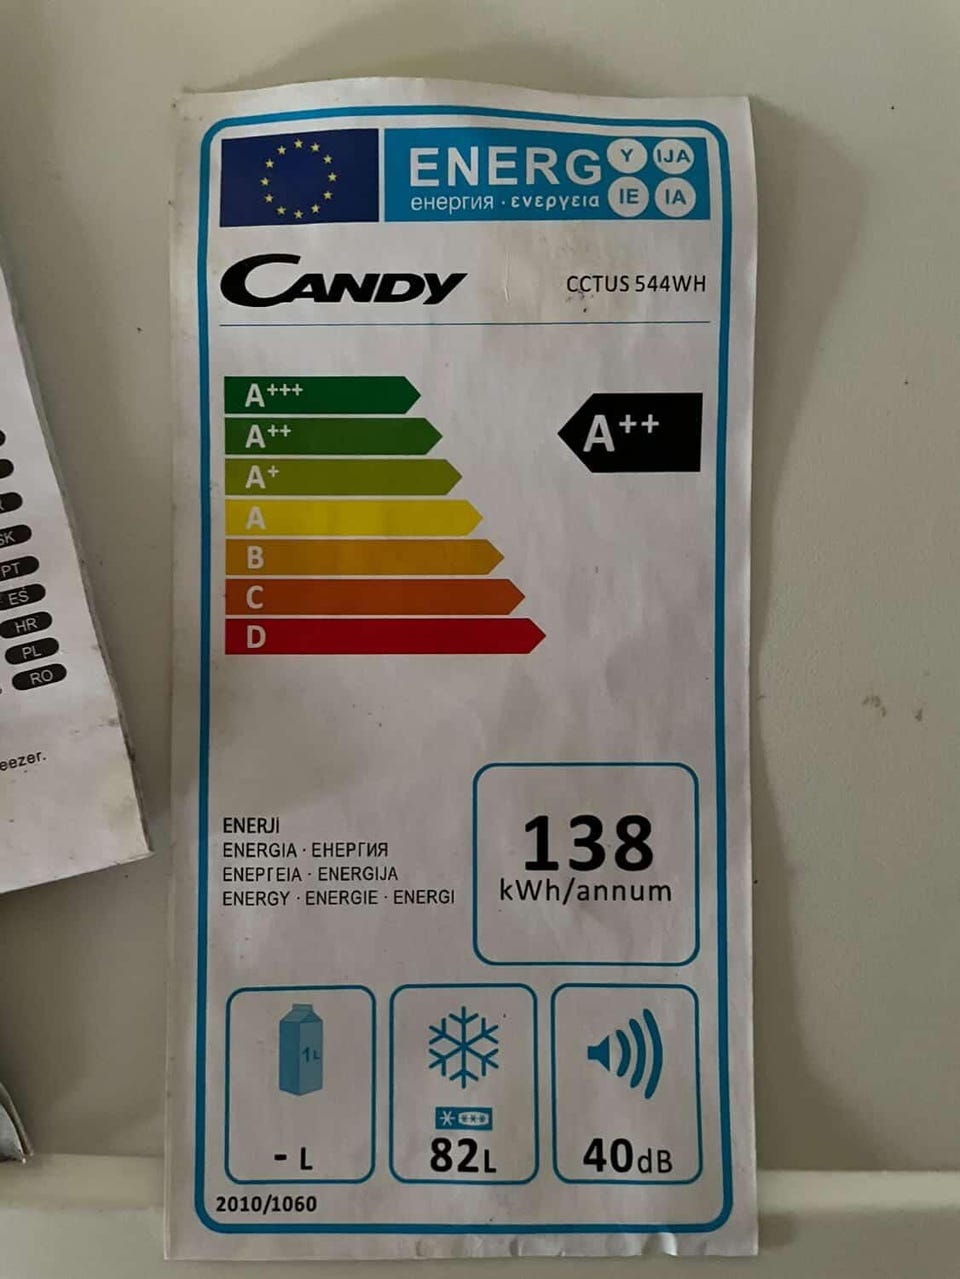 ENERG Y IJA
енергия · ενεργεια IE IA
CANDY
CCTUS 544WH
A+++
A++
A++
A+
A
B
C
D
ENERJI
ENERGIA · ЕНЕРГИЯ
ΕΝΕΡΓΕΙΑ · ENERGIJA
ENERGY · ENERGIE · ENERGI
138
kWh/annum
1L
- L
82L
40dB
2010/1060
SK
PT
ES
HR
PL
RO
eezer.